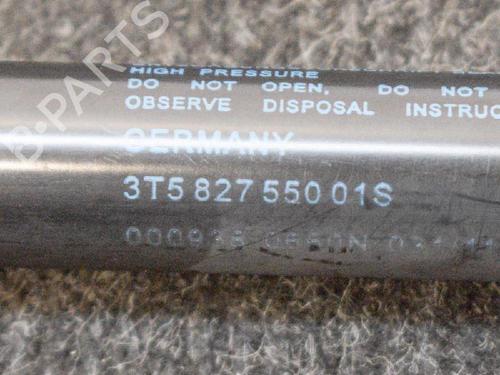 HIGH PRESSURE
DO NOT OPEN, DO NOT
OBSERVE DISPOSAL INSTRUC
GERMANY
3T5 827 550 01S
B-PARTS